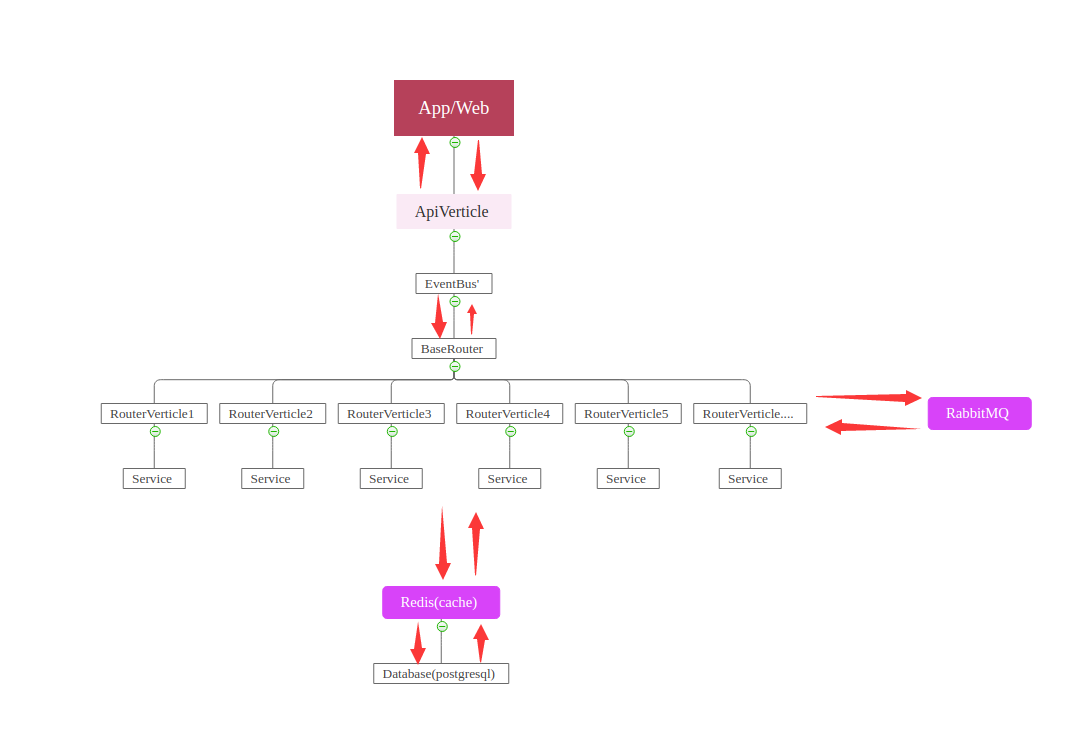 App/Web
ApiVerticle
EventBus'
BaseRouter
RouterVerticle1
RouterVerticle2
RouterVerticle3
RouterVerticle4
RouterVerticle5
RouterVerticle....
RabbitMQ
Service
Service
Service
Service
Service
Service
Redis(cache)
Database(postgresql)